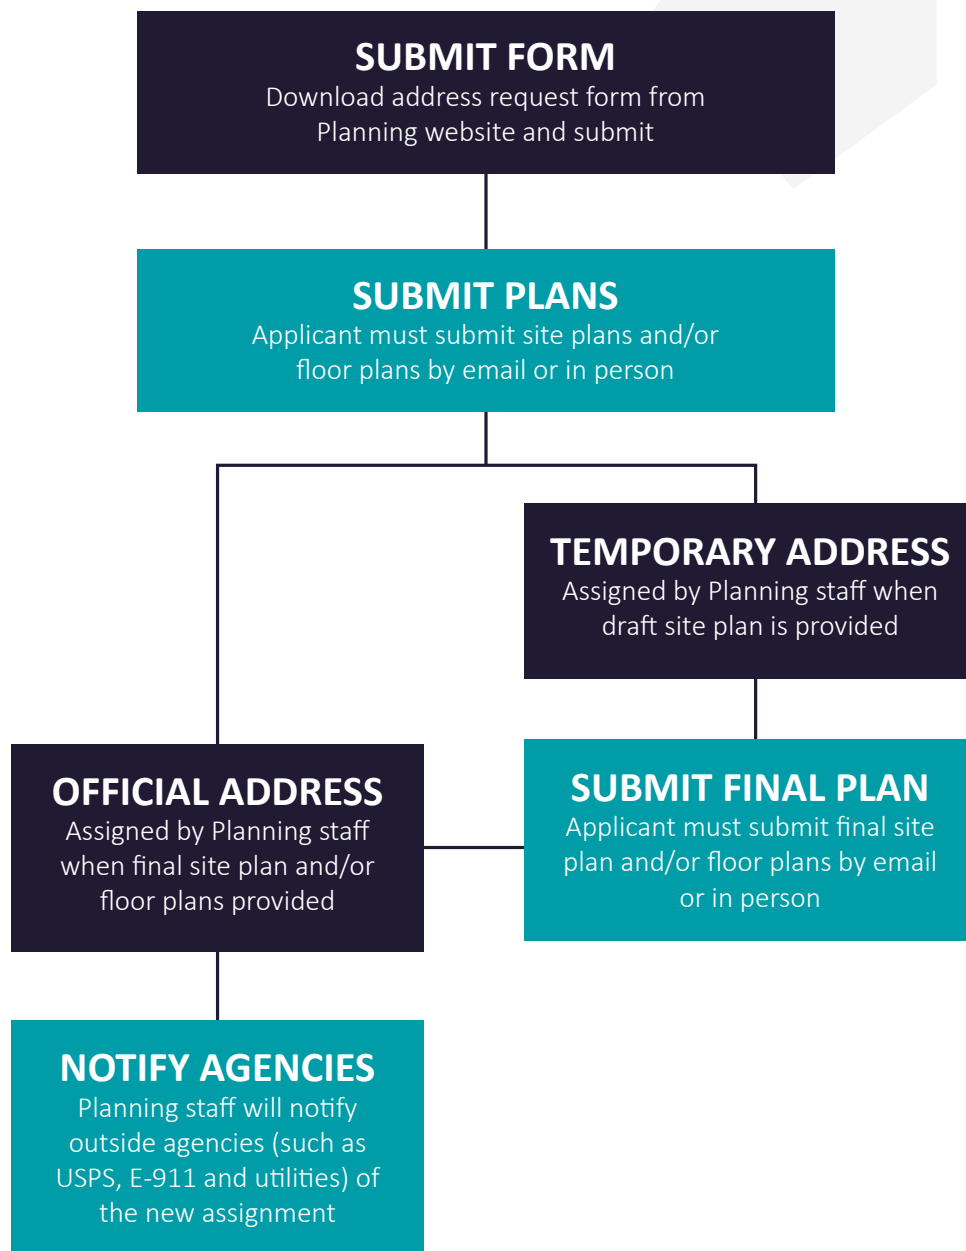 SUBMIT FORM
Download address request form from
Planning website and submit
SUBMIT PLANS
Applicant must submit site plans and/or
floor plans by email or in person
TEMPORARY ADDRESS
Assigned by Planning staff when
draft site plan is provided
OFFICIAL ADDRESS
Assigned by Planning staff
when final site plan and/or
floor plans provided
SUBMIT FINAL PLAN
Applicant must submit final site
plan and/or floor plans by email
or in person
NOTIFY AGENCIES
Planning staff will notify
outside agencies (such as
USPS, E-911 and utilities) of
the new assignment